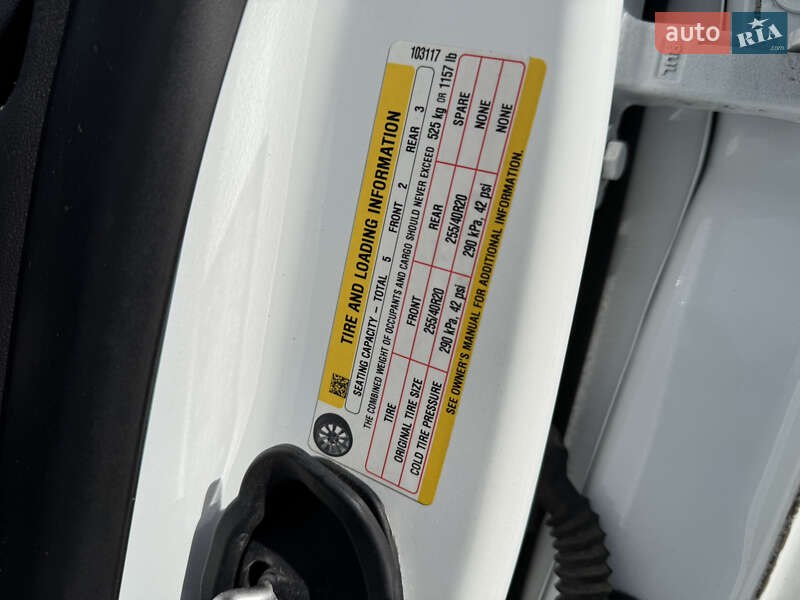 103117
TIRE AND LOADING INFORMATION
SEATING CAPACITY – TOTAL 5 FRONT 2 REAR 3
THE COMBINED WEIGHT OF OCCUPANTS AND CARGO SHOULD NEVER EXCEED 525 kg OR 1157 lb
TIRE FRONT REAR SPARE
ORIGINAL TIRE SIZE 255/40R20 255/40R20 NONE
COLD TIRE PRESSURE 290 kPa, 42 psi 290 kPa, 42 psi NONE
SEE OWNER'S MANUAL FOR ADDITIONAL INFORMATION.
auto RIA